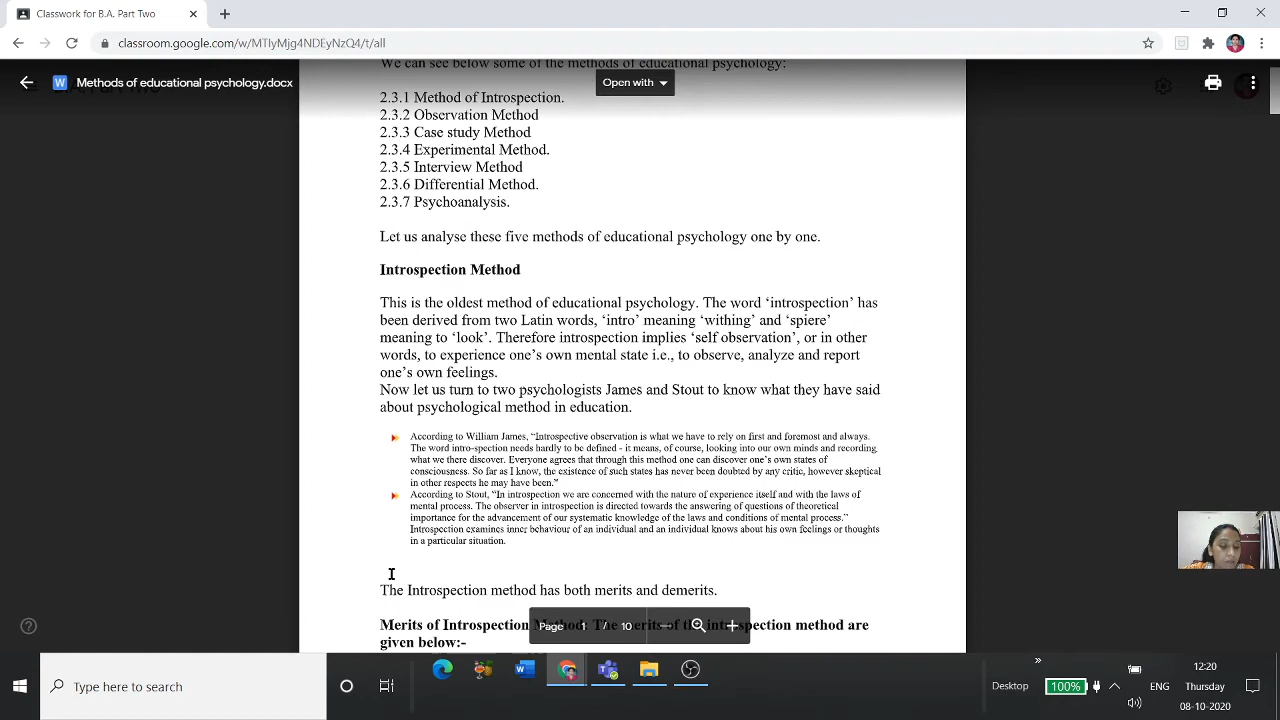 Classwork for B.A. Part Two
classroom.google.com/w/MTIyMjg4NDEyNzQ4/t/all
Methods of educational psychology.docx
Open with
We can see below some of the methods of educational psychology:
2.3.1 Method of Introspection.
2.3.2 Observation Method
2.3.3 Case study Method
2.3.4 Experimental Method.
2.3.5 Interview Method
2.3.6 Differential Method.
2.3.7 Psychoanalysis.
Let us analyse these five methods of educational psychology one by one.
Introspection Method
This is the oldest method of educational psychology. The word ‘introspection’ has
been derived from two Latin words, ‘intro’ meaning ‘withing’ and ‘spiere’
meaning to ‘look’. Therefore introspection implies ‘self observation’, or in other
words, to experience one’s own mental state i.e., to observe, analyze and report
one’s own feelings.
Now let us turn to two psychologists James and Stout to know what they have said
about psychological method in education.
According to William James, “Introspective observation is what we have to rely on first and foremost and always.
The word intro-spection needs hardly to be defined - it means, of course, looking into our own minds and recording,
what we there discover. Everyone agrees that through this method one can discover one’s own states of
consciousness. So far as I know, the existence of such states has never been doubted by any critic, however skeptical
in other respects he may have been.”
According to Stout, “In introspection we are concerned with the nature of experience itself and with the laws of
mental process. The observer in introspection is directed towards the answering of questions of theoretical
importance for the advancement of our systematic knowledge of the laws and conditions of mental process.”
Introspection examines inner behaviour of an individual and an individual knows about his own feelings or thoughts
in a particular situation.
The Introspection method has both merits and demerits.
Merits of Introspection Method: The merits of the introspection method are
given below:-
Page 1 / 10
Type here to search
Desktop
100%
ENG
12:20
Thursday
08-10-2020